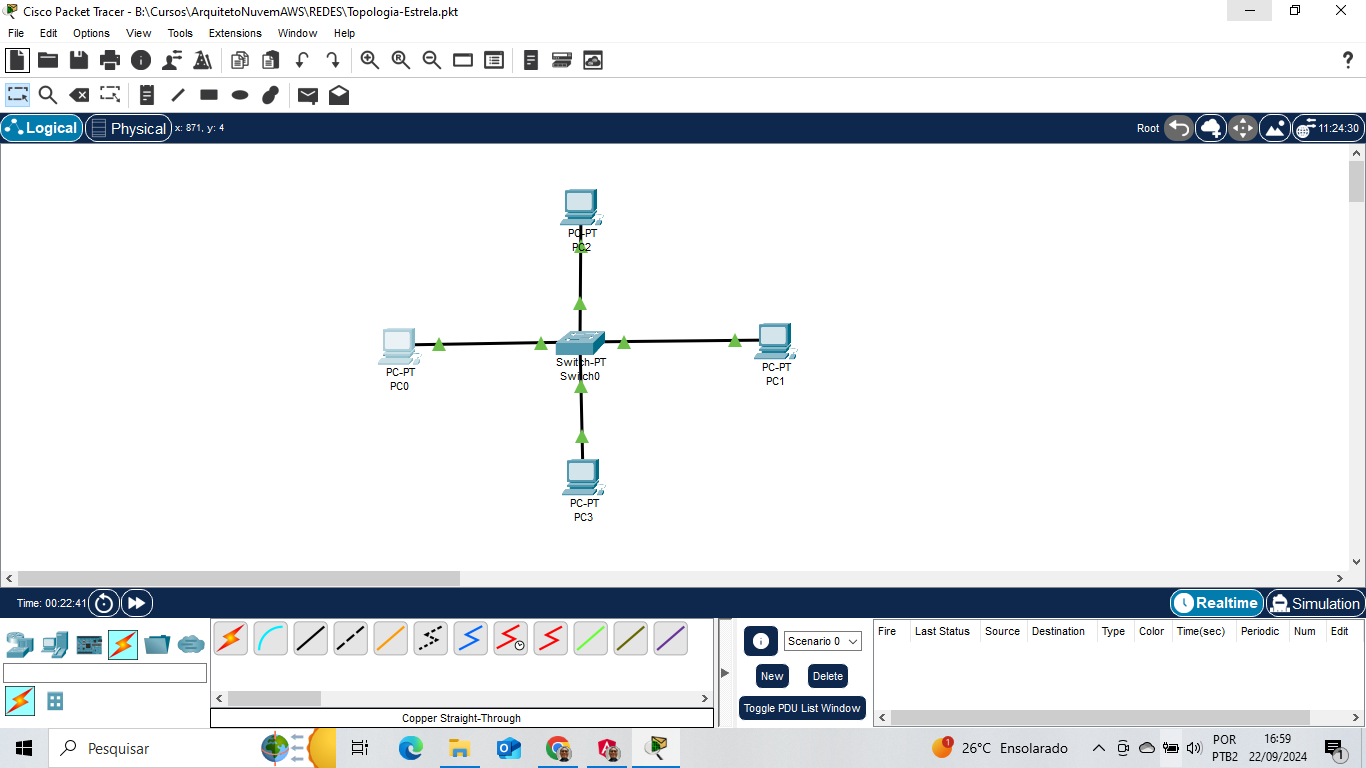 Cisco Packet Tracer - B:\Cursos\ArquitetoNuvemAWS\REDES\Topologia-Estrela.pkt
File Edit Options View Tools Extensions Window Help
Logical Physical x: 871, y: 4 Root 11:24:30
PC-PT
PC2
PC-PT
PC0
Switch-PT
Switch0
PC-PT
PC1
PC-PT
PC3
Time: 00:22:41 Realtime Simulation
Scenario 0
New Delete
Toggle PDU List Window
Fire Last Status Source Destination Type Color Time(sec) Periodic Num Edit
Copper Straight-Through
Pesquisar
1 26°C Ensolarado
POR
PTB2
16:59
22/09/2024
1